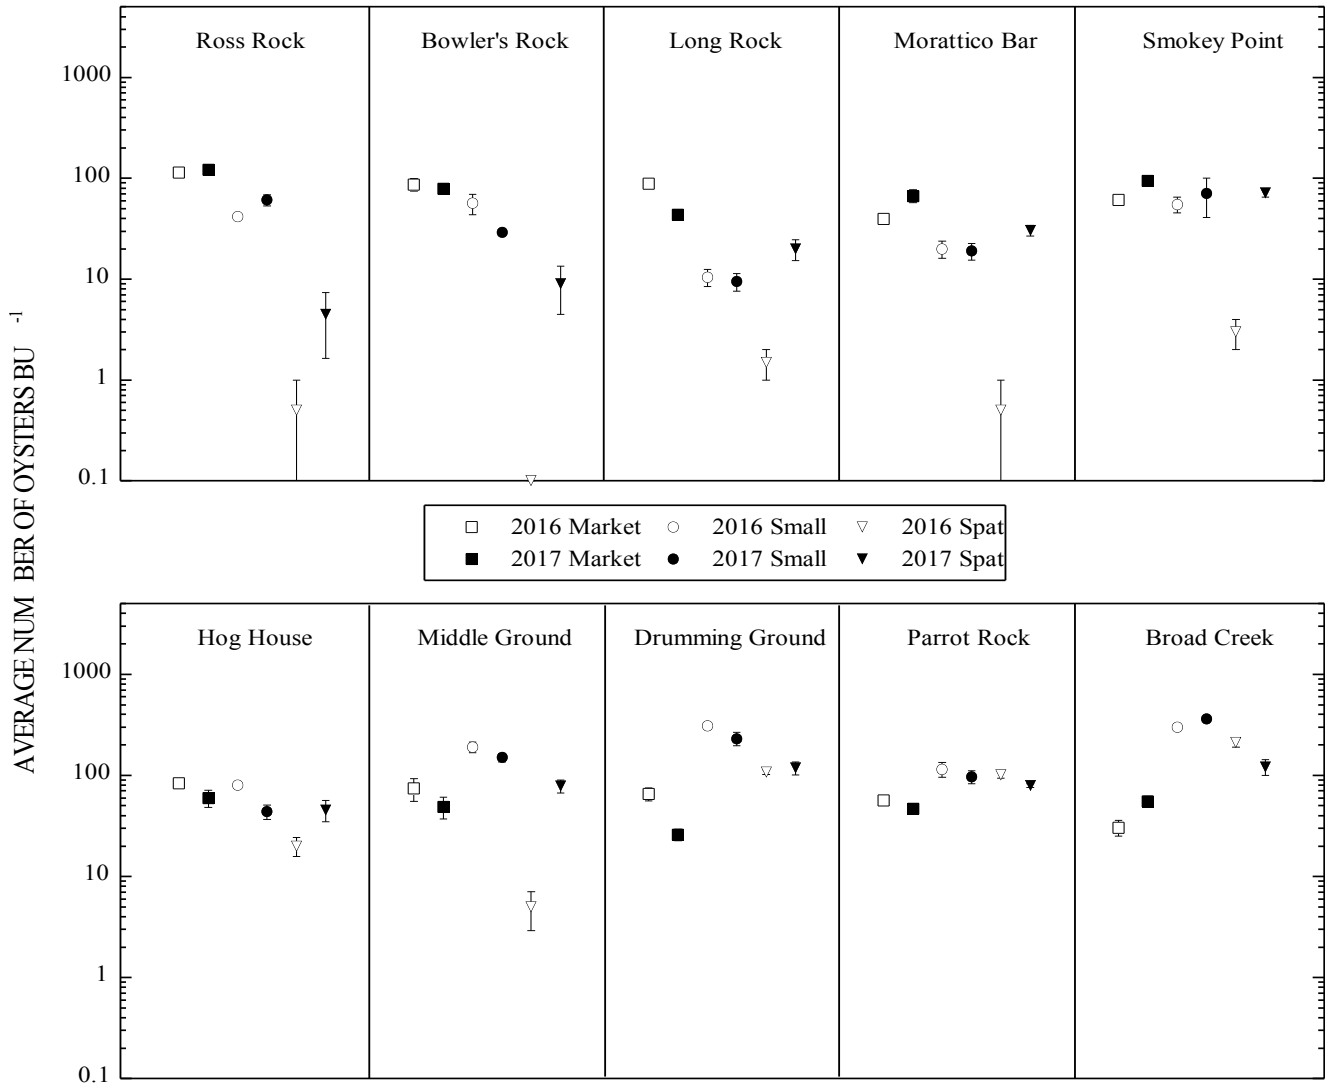 Ross Rock Bowler's Rock Long Rock Morattico Bar Smokey Point
1000
100
10
1
0.1
AVERAGE NUM BER OF OYSTERS BU -1
2016 Market 2016 Small 2016 Spat
2017 Market 2017 Small 2017 Spat
Hog House Middle Ground Drumming Ground Parrot Rock Broad Creek
1000
100
10
1
0.1